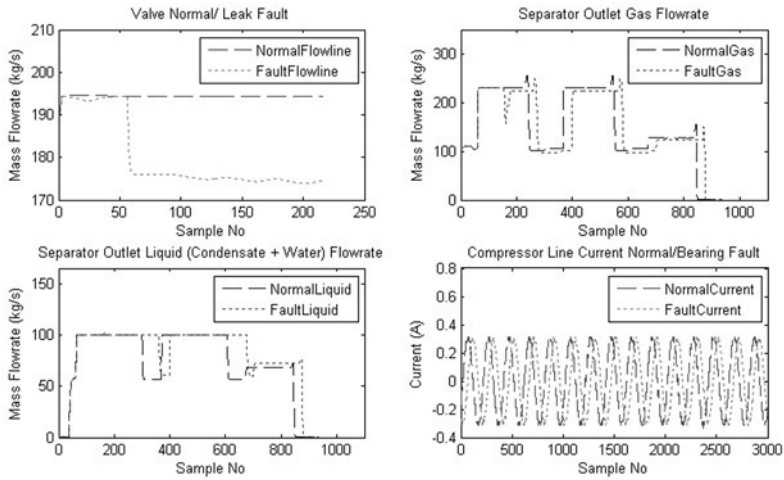 Valve Normal/ Leak Fault
Mass Flowrate (kg/s)
210
205
200
195
190
180
170
NormalFlowline
FaultFlowline
0
50
100
150
200
250
Sample No
Separator Outlet Gas Flowrate
Mass Flowrate (kg/s)
300
200
100
0
NormalGas
FaultGas
0
200
400
600
800
1000
Sample No
Separator Outlet Liquid (Condensate + Water) Flowrate
Mass Flowrate (kg/s)
150
100
50
0
NormalLiquid
FaultLiquid
0
200
400
600
800
1000
Sample No
Compressor Line Current Normal/Bearing Fault
Current (A)
0.8
0.6
0.4
0.2
0
-0.2
-0.4
NormalCurrent
FaultCurrent
0
500
1000
1500
2000
2500
3000
Sample No